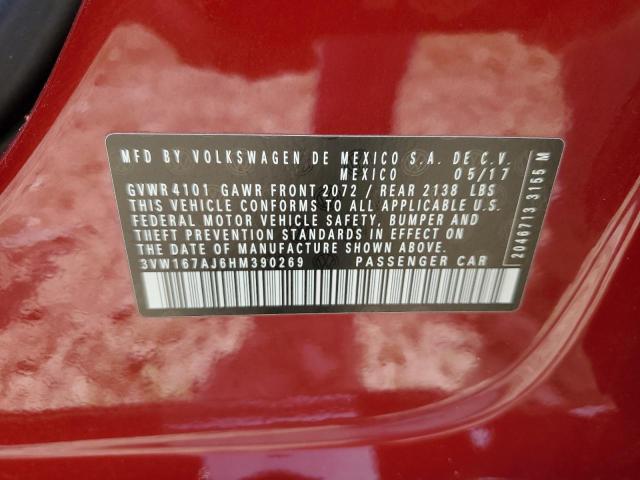 MFD BY VOLKSWAGEN DE MEXICO S.A. DE C.V.
MEXICO 05/17
GVWR 4101 GAWR FRONT 2072 / REAR 2138 LBS
THIS VEHICLE CONFORMS TO ALL APPLICABLE U.S.
FEDERAL MOTOR VEHICLE SAFETY, BUMPER AND
THEFT PREVENTION STANDARDS IN EFFECT ON
THE DATE OF MANUFACTURE SHOWN ABOVE.
3VW167AJ6HM390269 PASSENGER CAR
2046713 3155 M